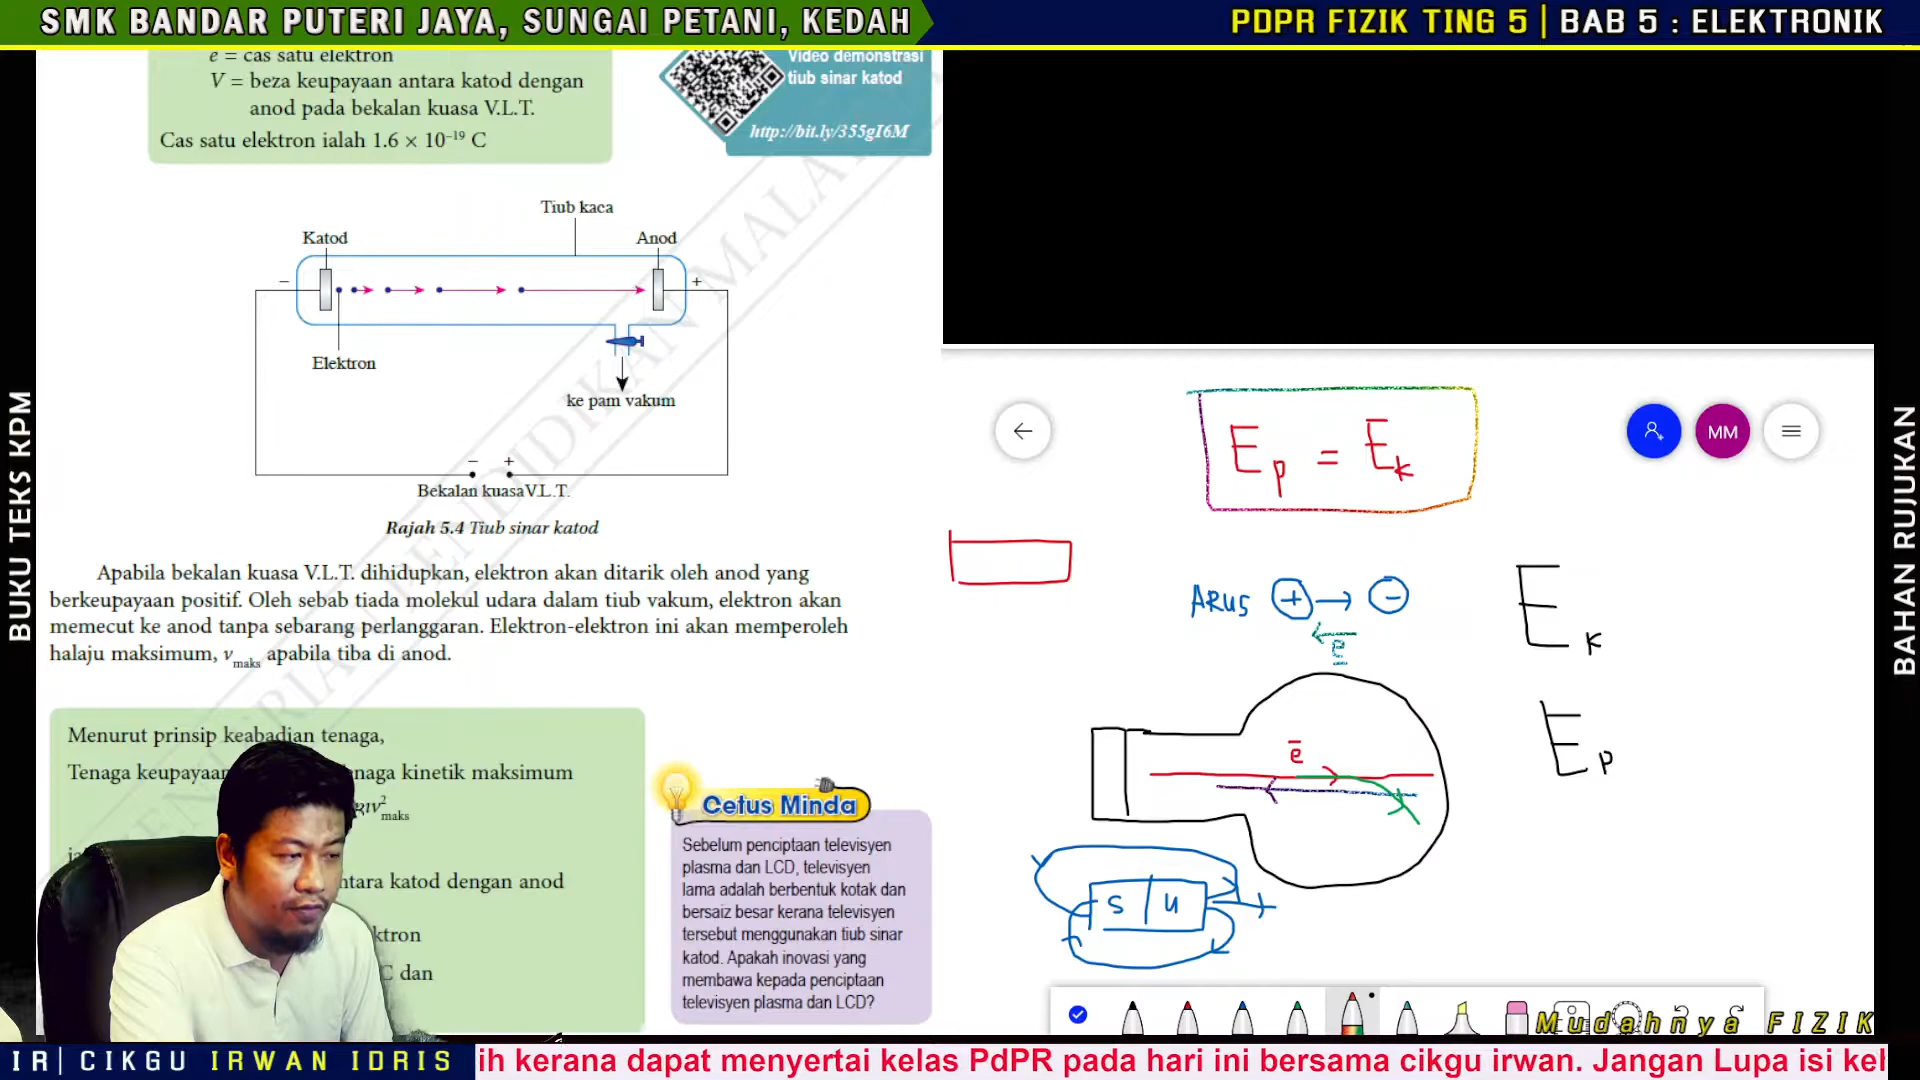 SMK BANDAR PUTERI JAYA, SUNGAI PETANI, KEDAH
PDPR FIZIK TING 5 | BAB 5 : ELEKTRONIK
BUKU TEKS KPM
e = cas satu elektron
V = beza keupayaan antara katod dengan
anod pada bekalan kuasa V.L.T.
Cas satu elektron ialah 1.6 × 10⁻¹⁹ C
Video demonstrasi
tiub sinar katod
http://bit.ly/355gI6M
Tiub kaca
Katod
Anod
−
+
Elektron
ke pam vakum
− +
Bekalan kuasa V.L.T.
Rajah 5.4 Tiub sinar katod
Apabila bekalan kuasa V.L.T. dihidupkan, elektron akan ditarik oleh anod yang
berkeupayaan positif. Oleh sebab tiada molekul udara dalam tiub vakum, elektron akan
memecut ke anod tanpa sebarang perlanggaran. Elektron-elektron ini akan memperoleh
halaju maksimum, vmaks apabila tiba di anod.
Menurut prinsip keabadian tenaga,
Tenaga keupayaan
kinetik maksimum
v²maks
katod dengan anod
C dan
Cetus Minda
Sebelum penciptaan televisyen
plasma dan LCD, televisyen
lama adalah berbentuk kotak dan
bersaiz besar kerana televisyen
tersebut menggunakan tiub sinar
katod. Apakah inovasi yang
membawa kepada penciptaan
televisyen plasma dan LCD?
Ep = Ek
MM
ARUS + → −
e
Ek
Ep
ē
S U
BAHAN RUJUKAN
Mudahnya FIZIK
IR| CIKGU IRWAN IDRIS
ih kerana dapat menyertai kelas PdPR pada hari ini bersama cikgu irwan. Jangan Lupa isi